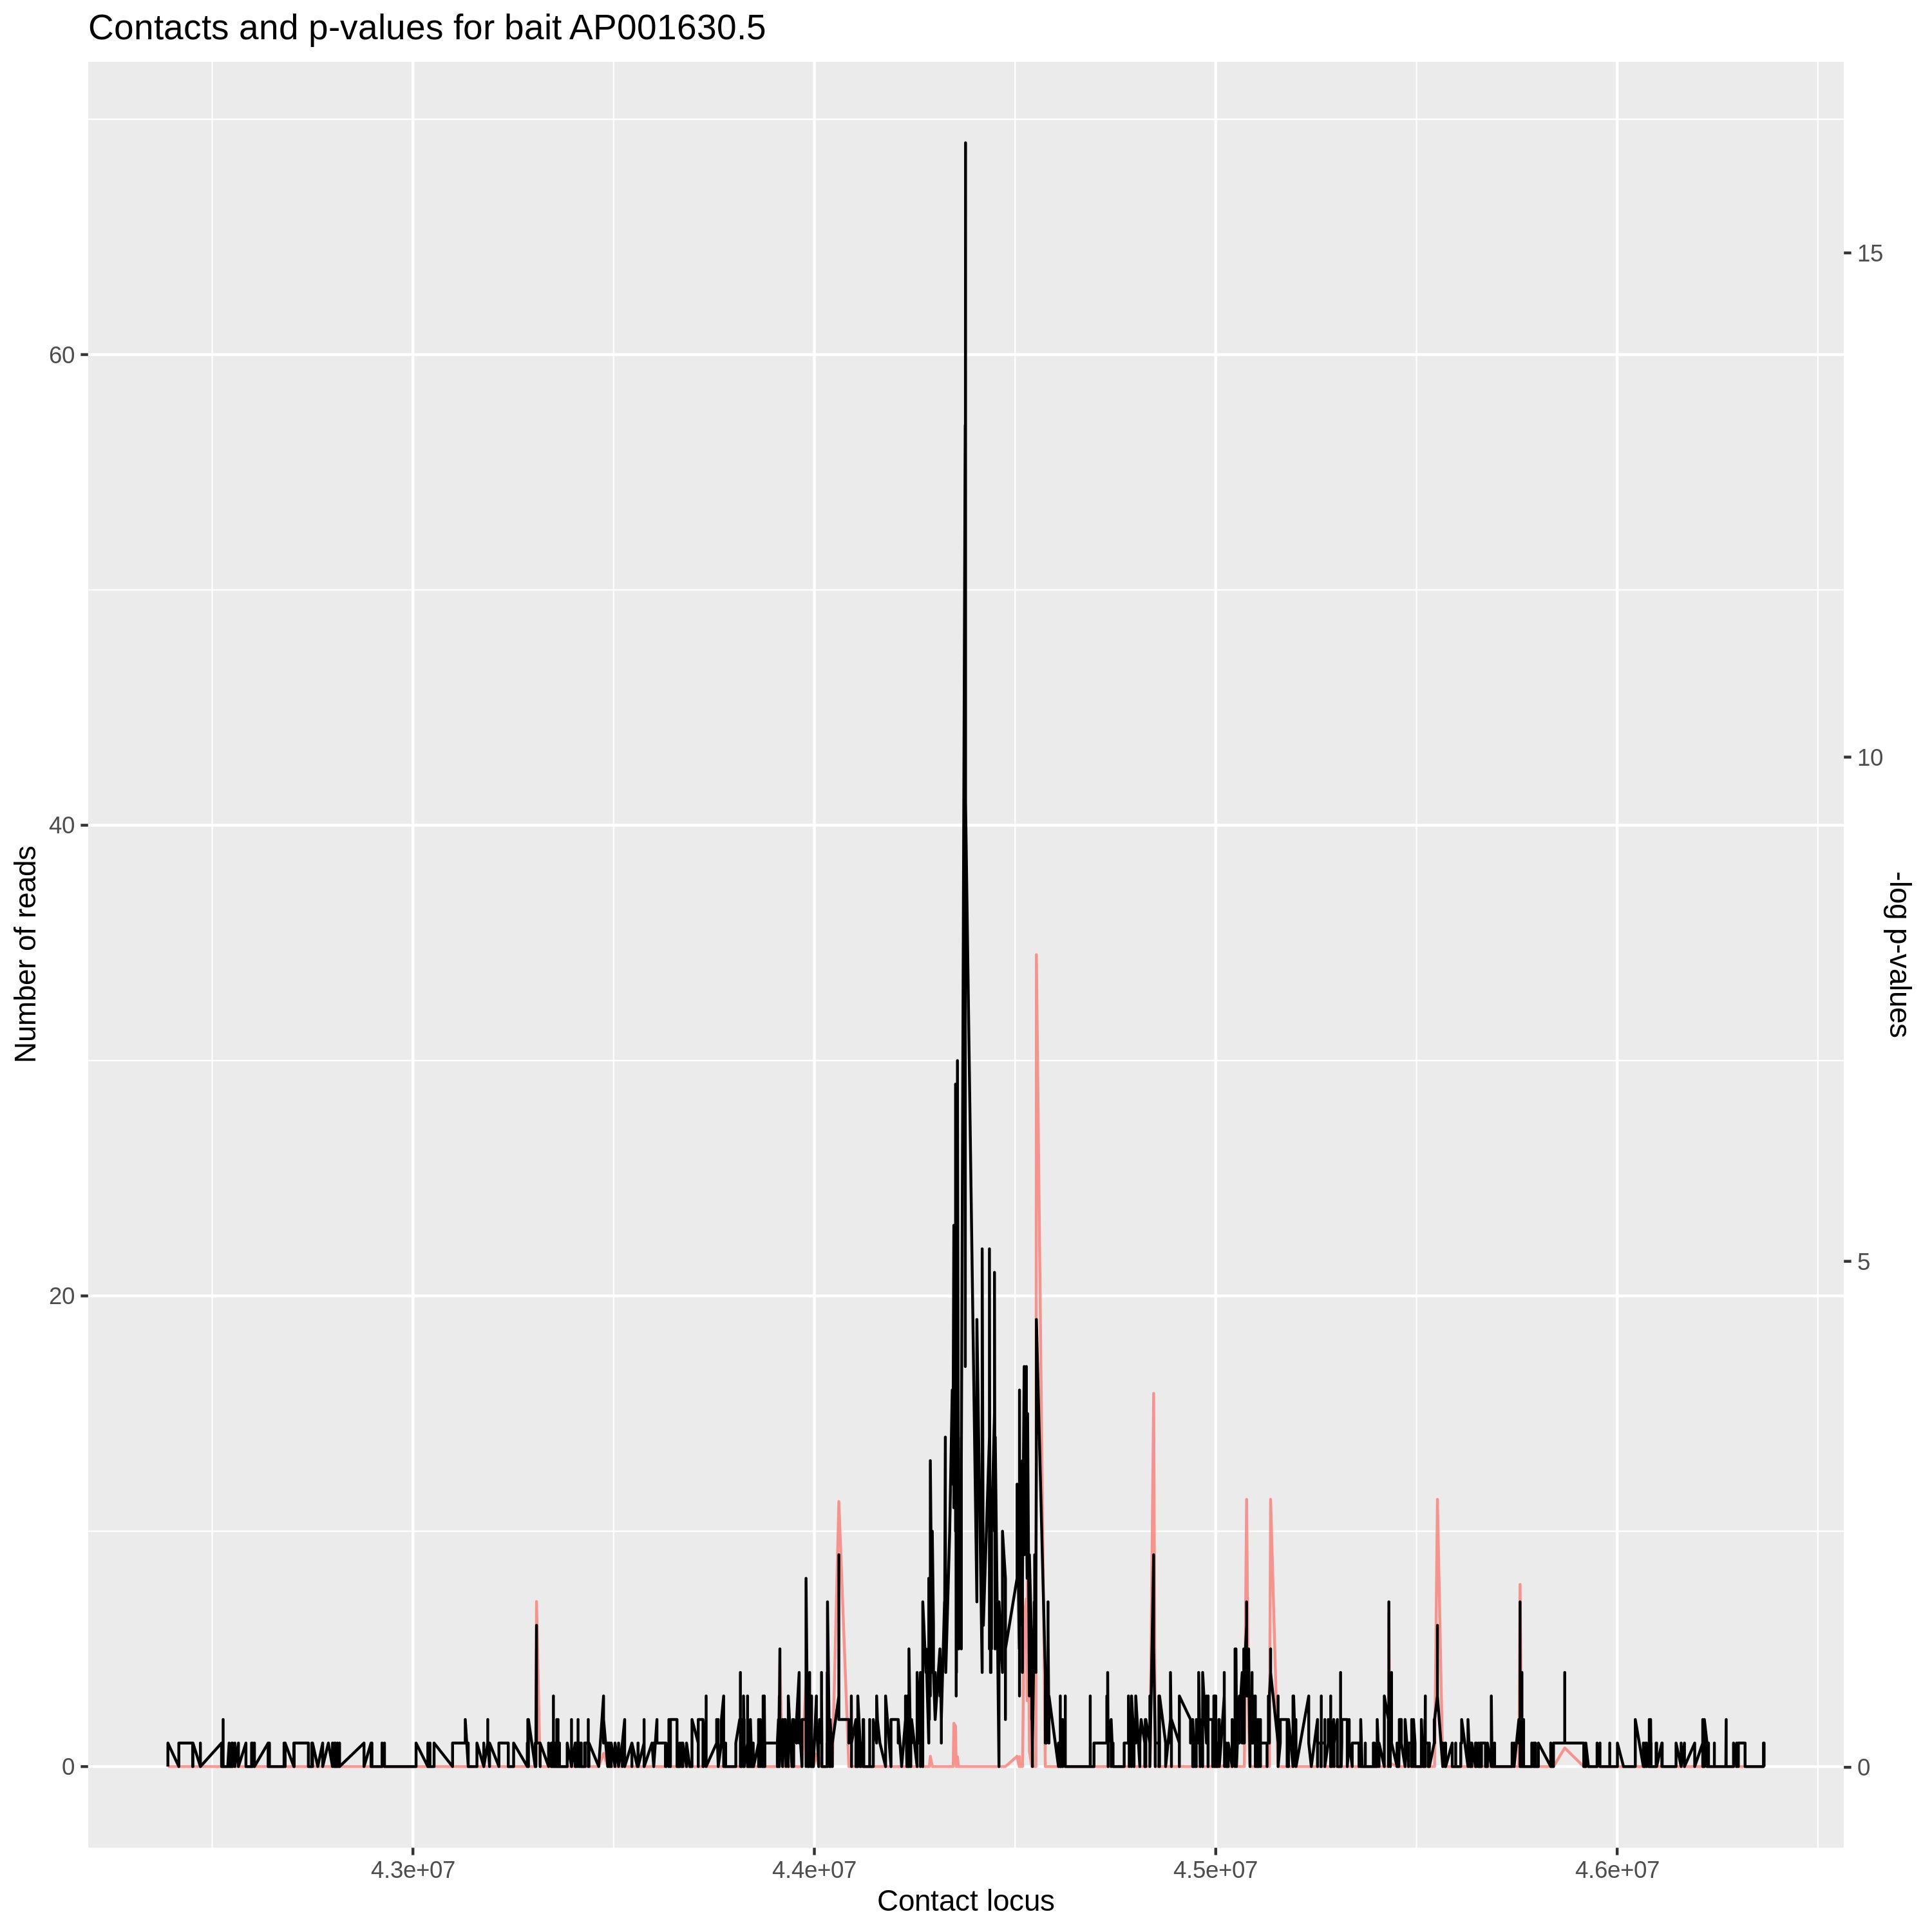 Contacts and p-values for bait AP001630.5
Number of reads
60
40
20
0
15
10
5
0
-log p-values
4.3e+07 4.4e+07 4.5e+07 4.6e+07
Contact locus